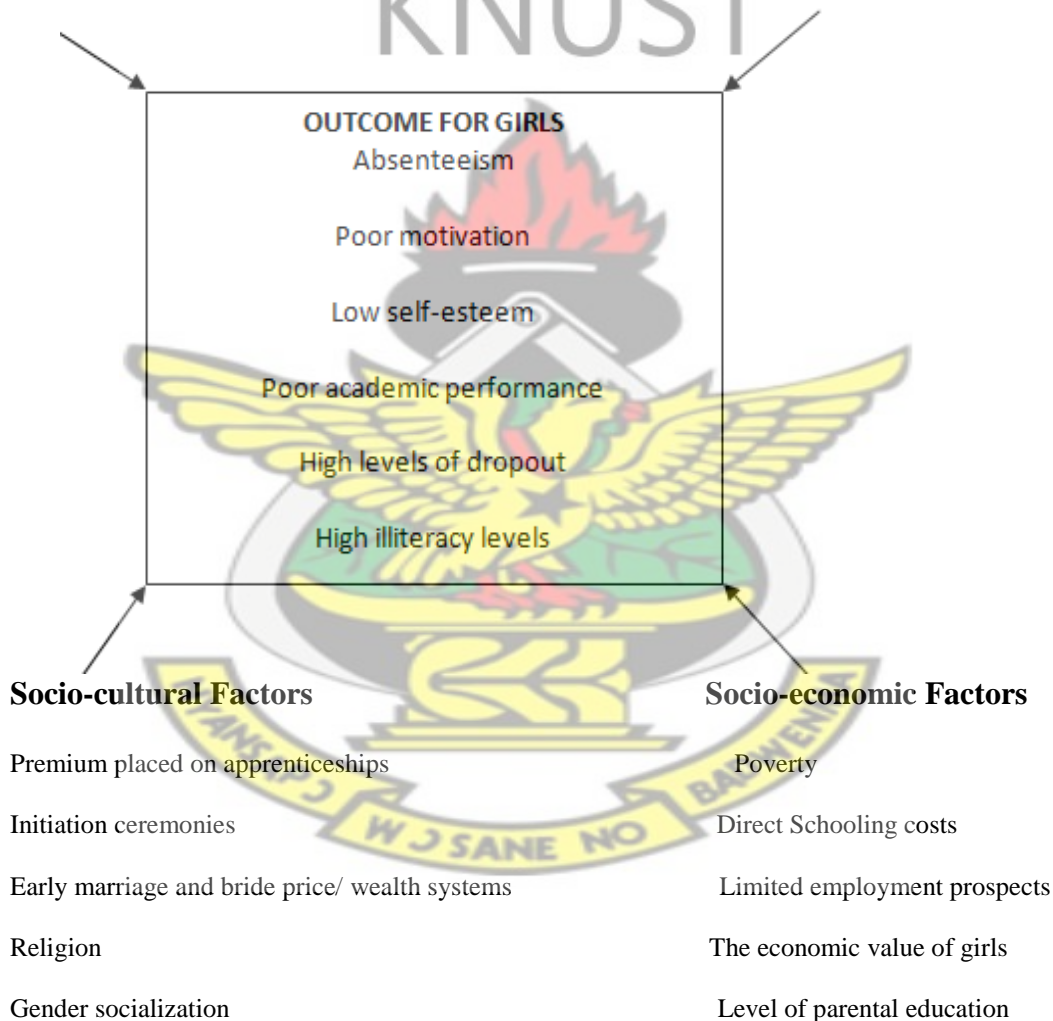 KNUST
OUTCOME FOR GIRLS
Absenteeism
Poor motivation
Low self-esteem
Poor academic performance
High levels of dropout
High illiteracy levels
Socio-cultural Factors Socio-economic Factors
Premium placed on apprenticeships Poverty
Initiation ceremonies Direct Schooling costs
Early marriage and bride price/ wealth systems Limited employment prospects
Religion The economic value of girls
Gender socialization Level of parental education
NYANSAPƆ WƆSANE NO BADWENMA